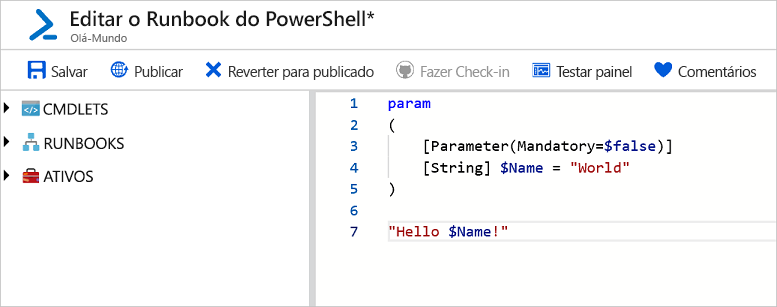 Editar o Runbook do PowerShell*
Olá-Mundo
Salvar Publicar Reverter para publicado Fazer Check-in Testar painel Comentários
CMDLETS
RUNBOOKS
ATIVOS
1 param
2 (
3 [Parameter(Mandatory=$false)]
4 [String] $Name = "World"
5 )
6
7 "Hello $Name!"